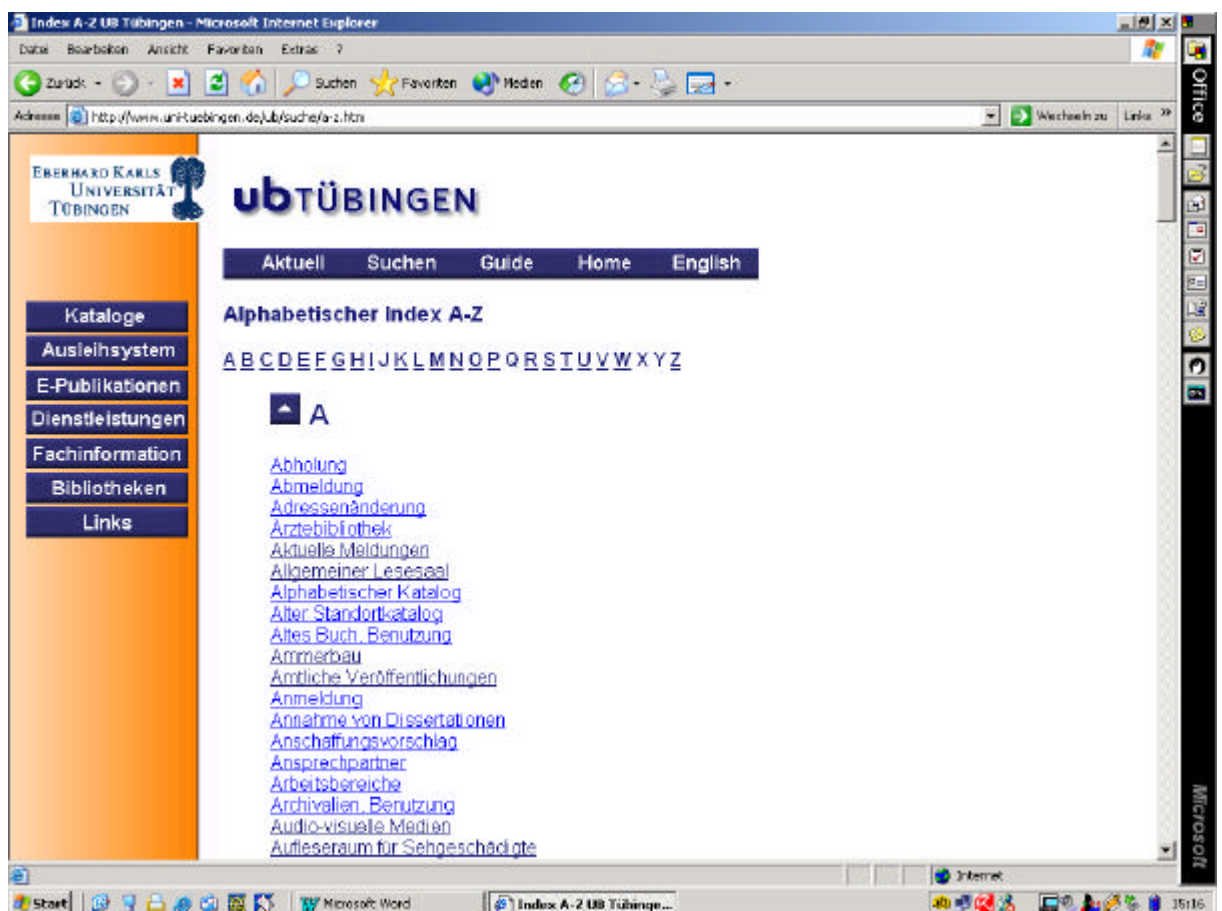 Index A-Z UB Tübingen - Microsoft Internet Explorer
Datei Bearbeiten Ansicht Favoriten Extras ?
Zurück Suchen Favoriten Medien
Adresse http://www.uni-tuebingen.de/ub/suche/a-z.htm Wechseln zu Links »
Office
EBERHARD KARLS
UNIVERSITÄT
TÜBINGEN
ubTÜBINGEN
Aktuell Suchen Guide Home English
Kataloge
Ausleihsystem
E-Publikationen
Dienstleistungen
Fachinformation
Bibliotheken
Links
Alphabetischer Index A-Z
A B C D E F G H I J K L M N O P Q R S T U V W X Y Z
A
Abholung
Abmeldung
Adressenänderung
Ärztebibliothek
Aktuelle Meldungen
Allgemeiner Lesesaal
Alphabetischer Katalog
Alter Standortkatalog
Altes Buch, Benutzung
Ammerbau
Amtliche Veröffentlichungen
Anmeldung
Annahme von Dissertationen
Anschaffungsvorschlag
Ansprechpartner
Arbeitsbereiche
Archivalien, Benutzung
Audio-visuelle Medien
Aufleseraum für Sehgeschädigte
Microsoft
Internet
Start Microsoft Word Index A-Z UB Tübinge... 15:16